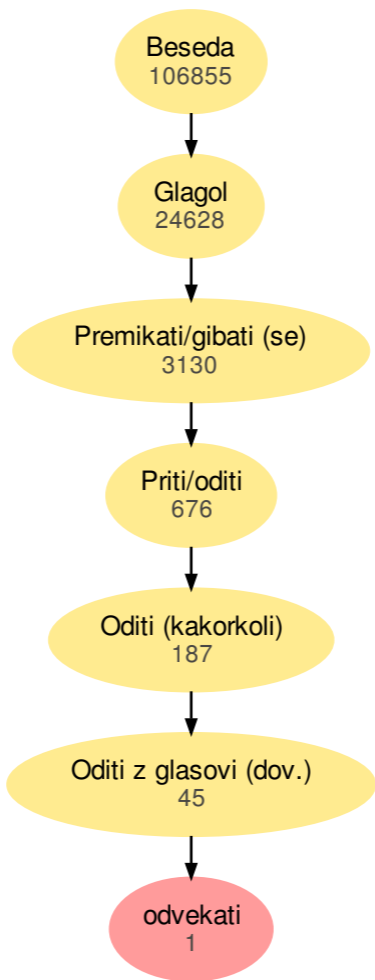 Beseda
106855
Glagol
24628
Premikati/gibati (se)
3130
Priti/oditi
676
Oditi (kakorkoli)
187
Oditi z glasovi (dov.)
45
odvekati
1